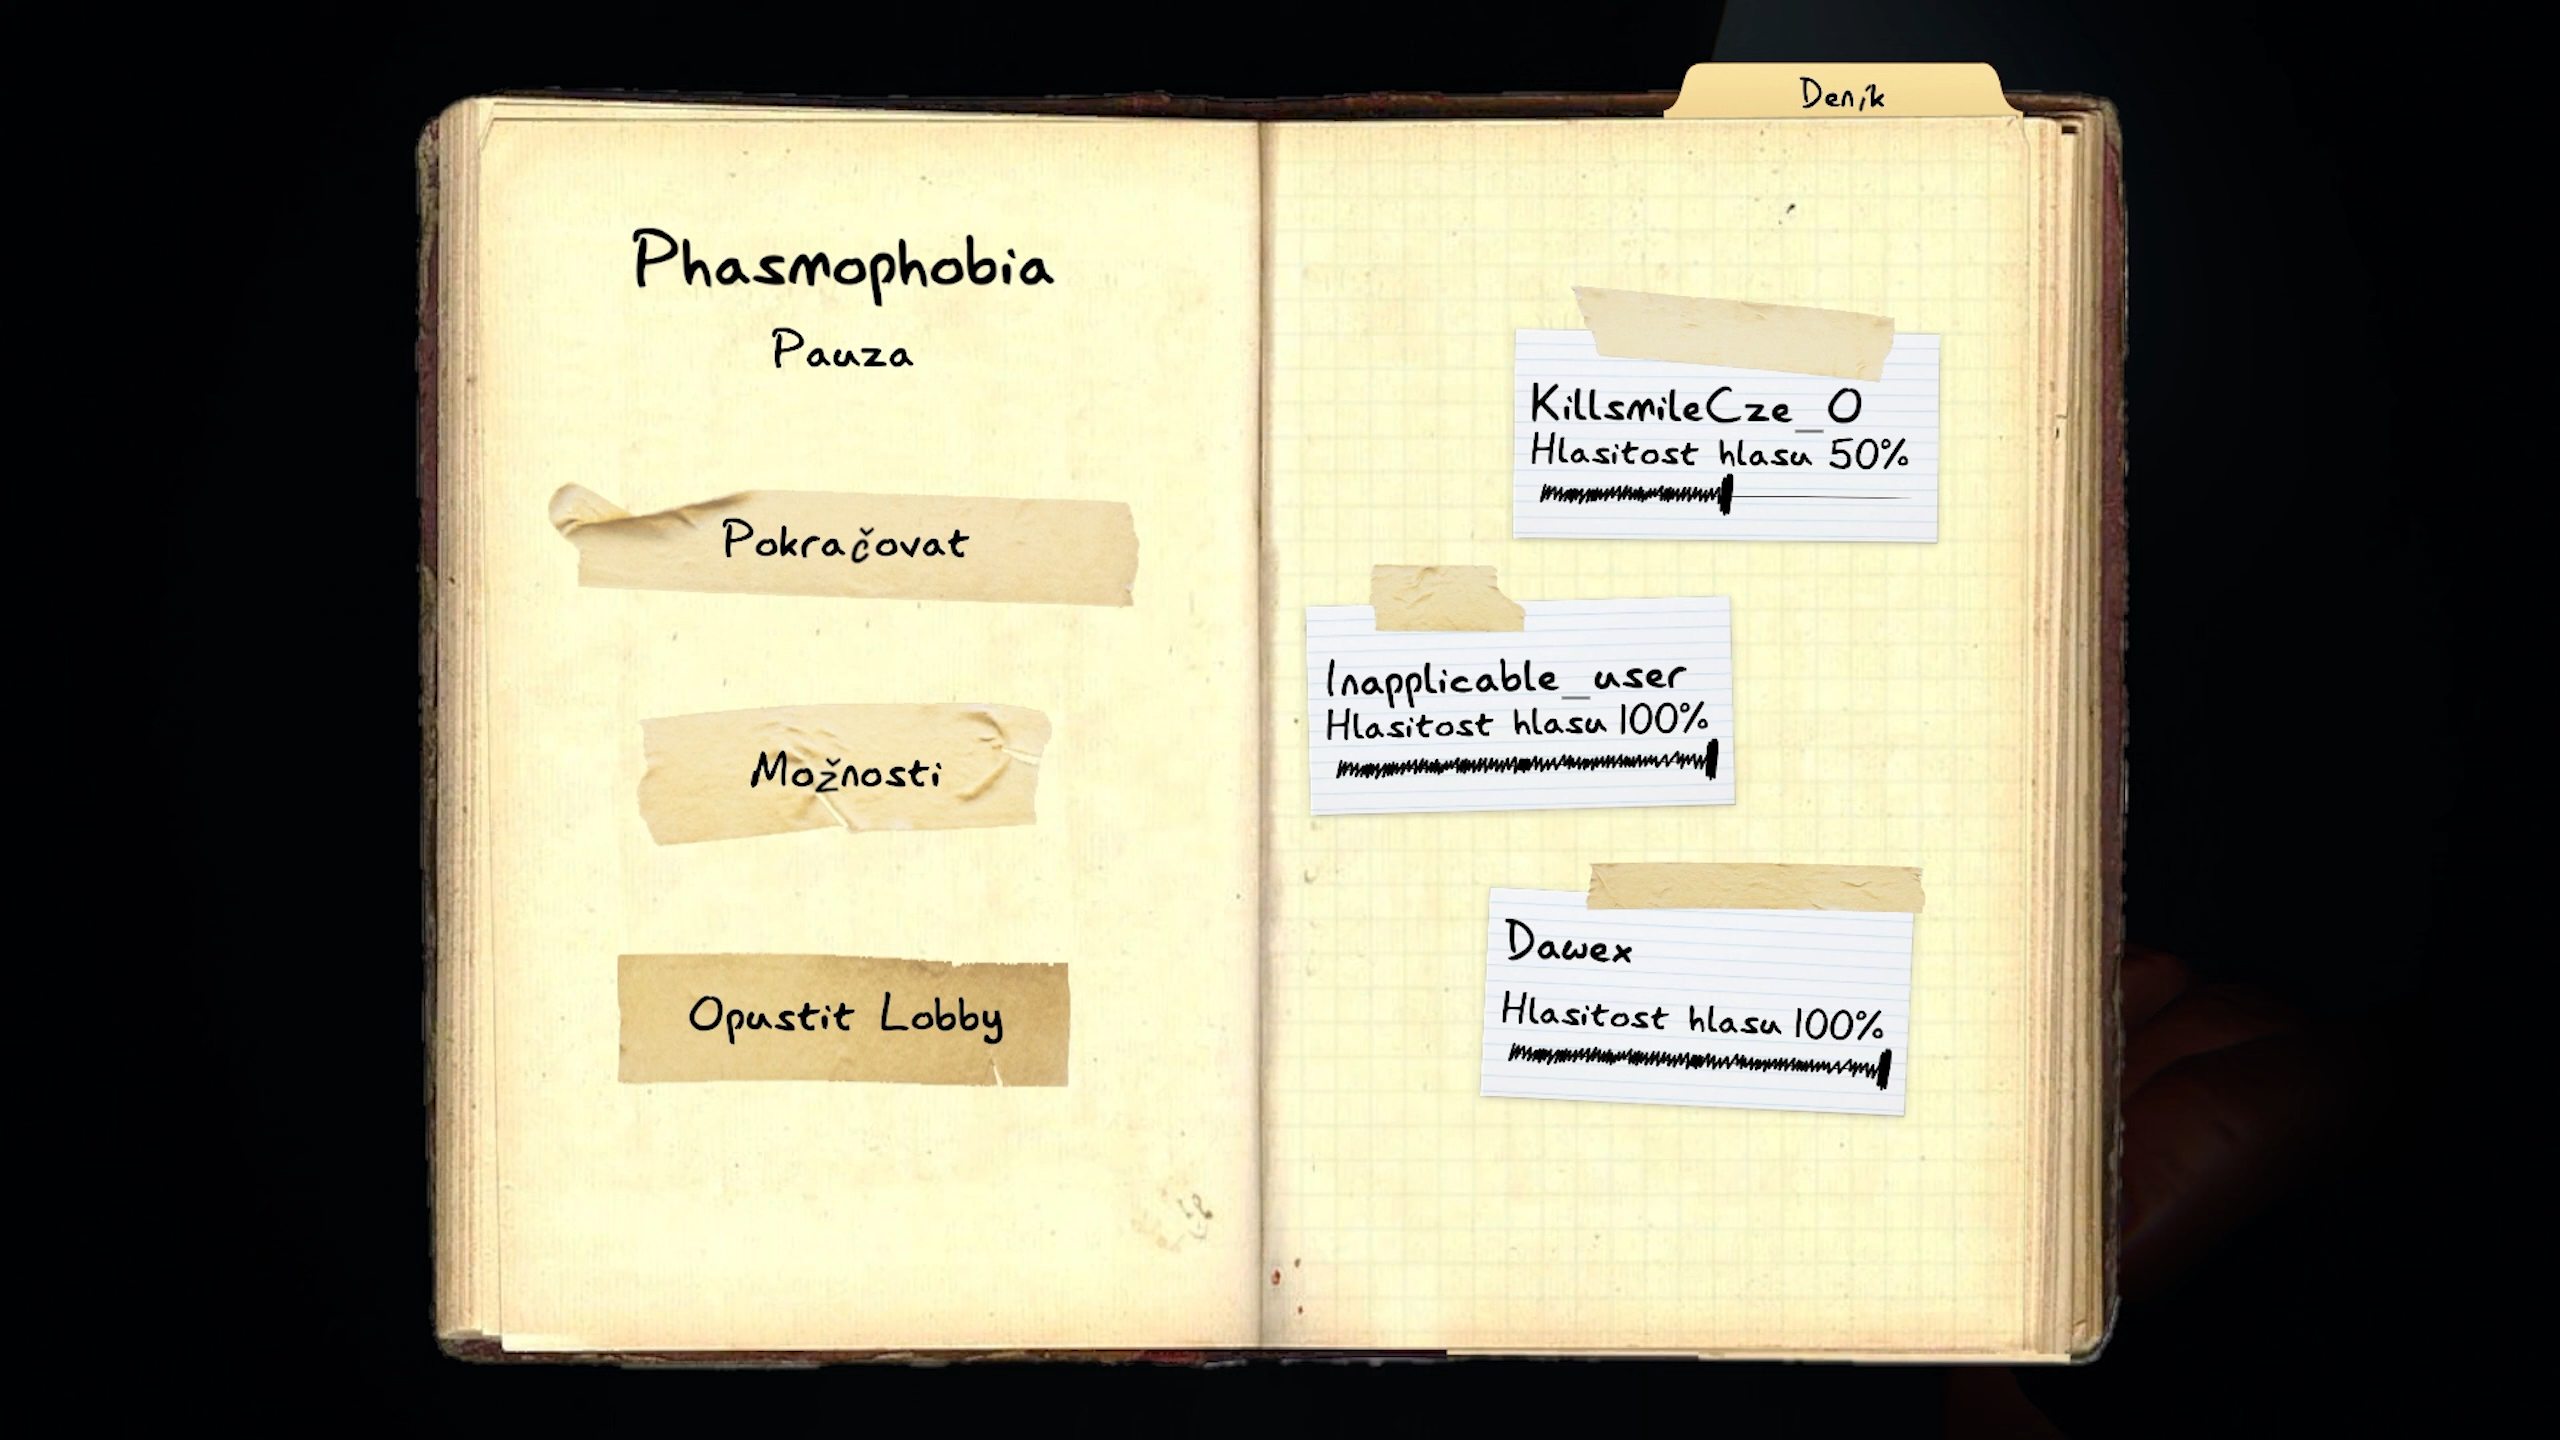 Deník
Phasmophobia
Pauza
Pokračovat
Možnosti
Opustit Lobby
KillsmileCze_O
Hlasitost hlasu 50%
Inapplicable_user
Hlasitost hlasu 100%
Dawex
Hlasitost hlasu 100%